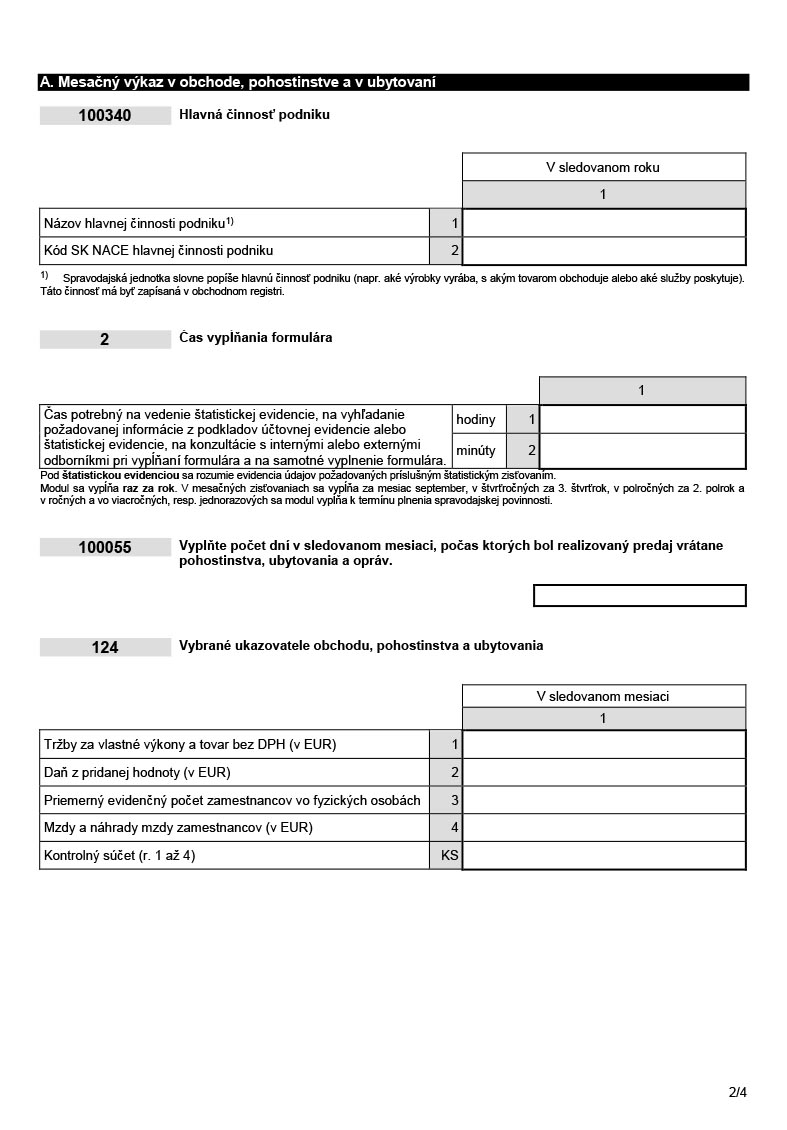 A. Mesačný výkaz v obchode, pohostinstve a v ubytovaní
100340 Hlavná činnosť podniku
V sledovanom roku
1
Názov hlavnej činnosti podniku1) 1
Kód SK NACE hlavnej činnosti podniku 2
1) Spravodajská jednotka slovne popíše hlavnú činnosť podniku (napr. aké výrobky vyrába, s akým tovarom obchoduje alebo aké služby poskytuje).
Táto činnosť má byť zapísaná v obchodnom registri.
2 Čas vypĺňania formulára
1
Čas potrebný na vedenie štatistickej evidencie, na vyhľadanie
požadovanej informácie z podkladov účtovnej evidencie alebo
štatistickej evidencie, na konzultácie s internými alebo externými
odborníkmi pri vypĺňaní formulára a na samotné vyplnenie formulára.
hodiny 1
minúty 2
Pod štatistickou evidenciou sa rozumie evidencia údajov požadovaných príslušným štatistickým zisťovaním.
Modul sa vypĺňa raz za rok. V mesačných zisťovaniach sa vypĺňa za mesiac september, v štvrťročných za 3. štvrťrok, v polročných za 2. polrok a
v ročných a vo viacročných, resp. jednorazových sa modul vypĺňa k termínu plnenia spravodajskej povinnosti.
100055 Vyplňte počet dní v sledovanom mesiaci, počas ktorých bol realizovaný predaj vrátane
pohostinstva, ubytovania a opráv.
124 Vybrané ukazovatele obchodu, pohostinstva a ubytovania
V sledovanom mesiaci
1
Tržby za vlastné výkony a tovar bez DPH (v EUR) 1
Daň z pridanej hodnoty (v EUR) 2
Priemerný evidenčný počet zamestnancov vo fyzických osobách 3
Mzdy a náhrady mzdy zamestnancov (v EUR) 4
Kontrolný súčet (r. 1 až 4) KS
2/4